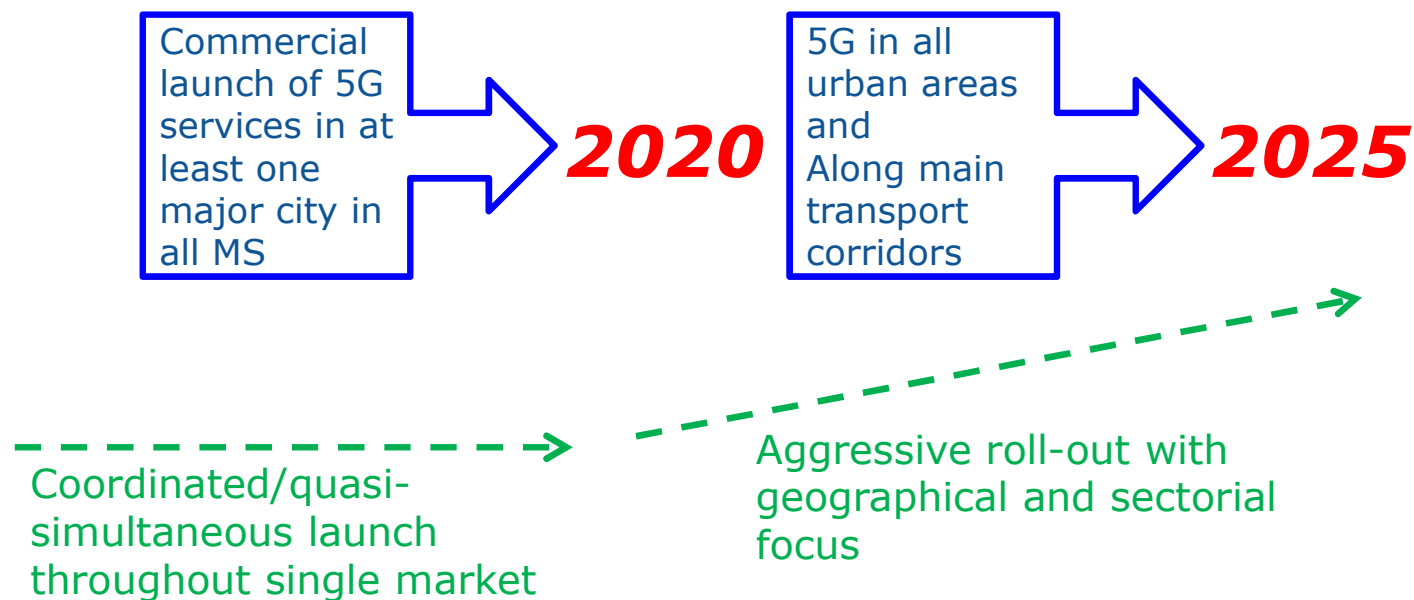 Commercial
launch of 5G
services in at
least one
major city in
all MS
2020
5G in all
urban areas
and
Along main
transport
corridors
2025
Coordinated/quasi-
simultaneous launch
throughout single market
Aggressive roll-out with
geographical and sectorial
focus